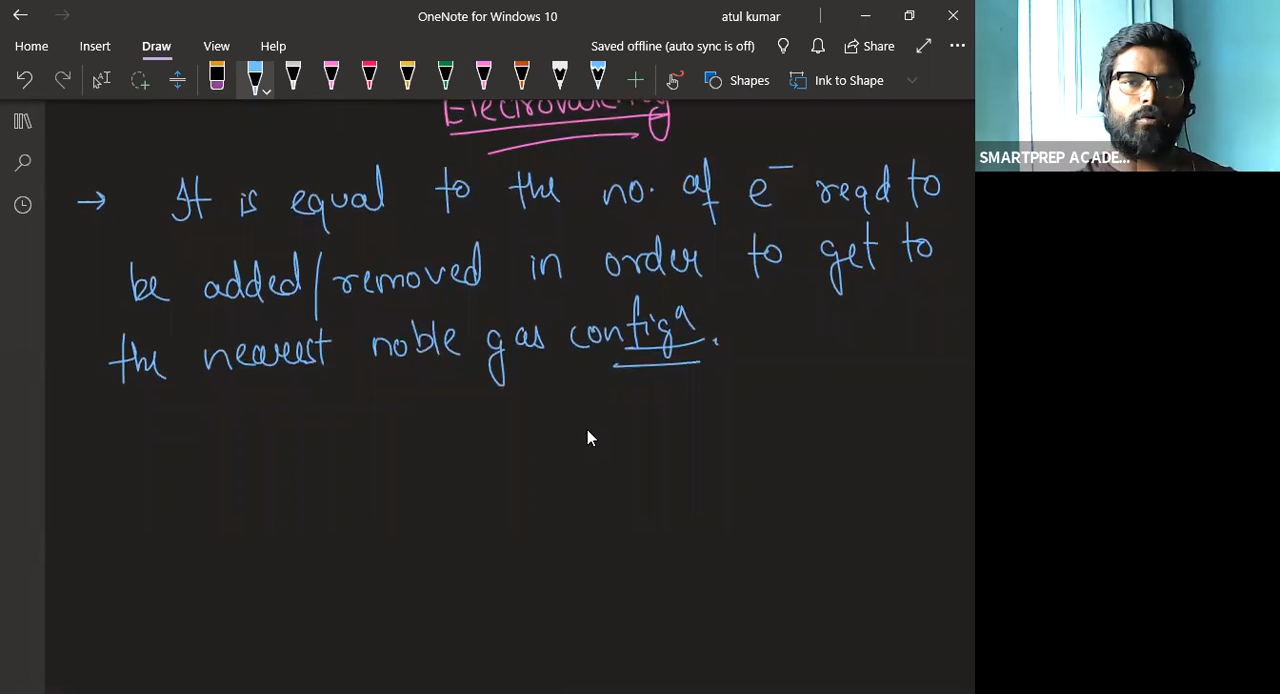 OneNote for Windows 10
atul kumar
Home Insert Draw View Help
Saved offline (auto sync is off)
Share
Shapes
Ink to Shape
SMARTPREP ACADE...
Electrovalency
→ It is equal to the no. of e⁻ reqd to
be added/removed in order to get to
the nearest noble gas configⁿ.